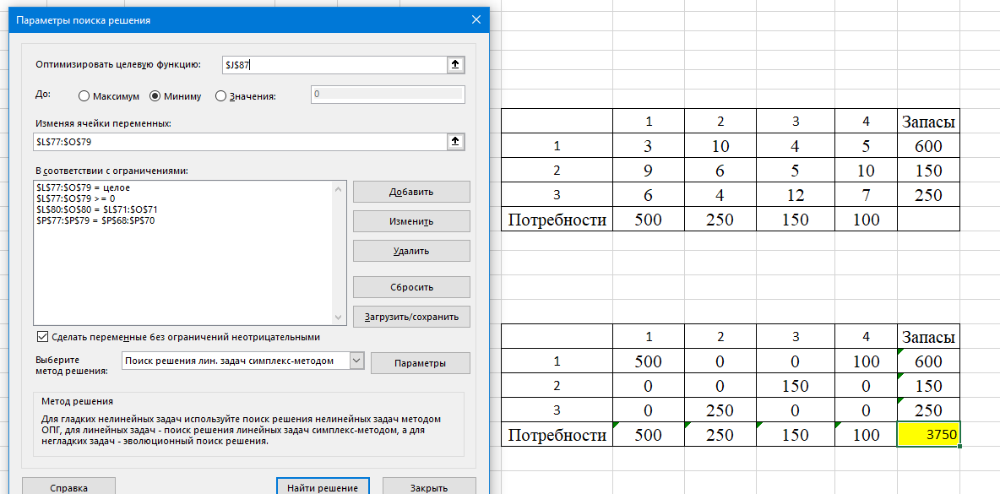 Параметры поиска решения
Оптимизировать целевую функцию:
$J$87
До:
Максимум
Миниму
Значения:
0
Изменяя ячейки переменных:
$L$77:$O$79
В соответствии с ограничениями:
$L$77:$O$79 = целое
$L$77:$O$79 >= 0
$L$80:$O$80 = $L$71:$O$71
$P$77:$P$79 = $P$68:$P$70
Добавить
Изменить
Удалить
Сбросить
Загрузить/сохранить
Сделать переменные без ограничений неотрицательными
Выберите
метод решения:
Поиск решения лин. задач симплекс-методом
Параметры
Метод решения
Для гладких нелинейных задач используйте поиск решения нелинейных задач методом
ОПГ, для линейных задач - поиск решения линейных задач симплекс-методом, а для
негладких задач - эволюционный поиск решения.
Справка
Найти решение
Закрыть
1 2 3 4 Запасы
1 3 10 4 5 600
2 9 6 5 10 150
3 6 4 12 7 250
Потребности 500 250 150 100
1 2 3 4 Запасы
1 500 0 0 100 600
2 0 0 150 0 150
3 0 250 0 0 250
Потребности 500 250 150 100 3750